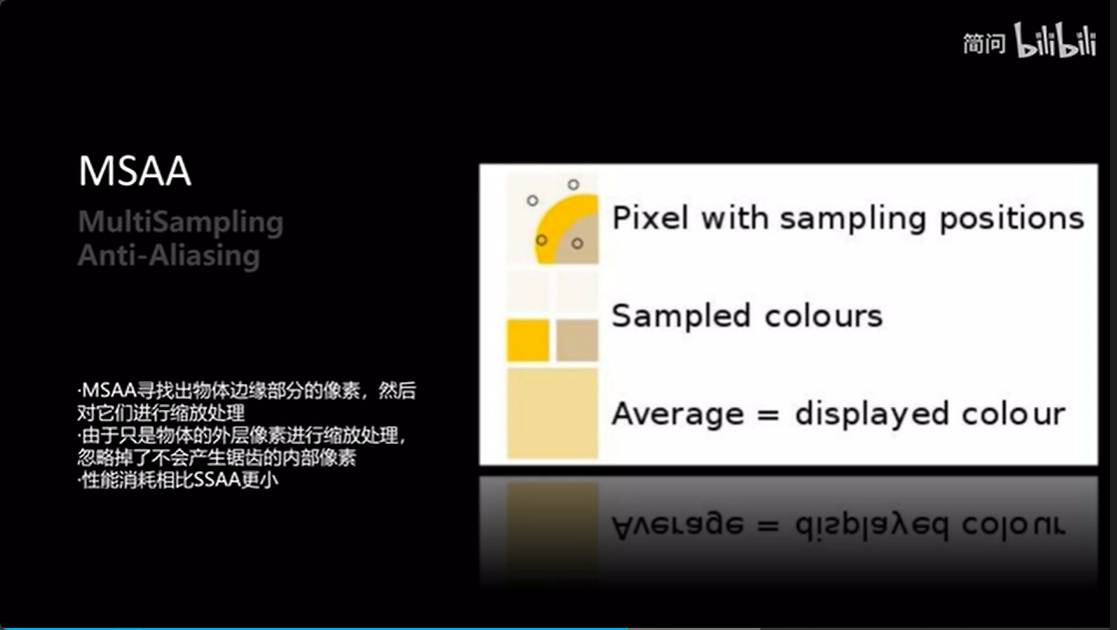 简问 bilibili
MSAA
MultiSampling
Anti-Aliasing
·MSAA寻找出物体边缘部分的像素，然后
对它们进行缩放处理
·由于只是物体的外层像素进行缩放处理，
忽略掉了不会产生锯齿的内部像素
·性能消耗相比SSAA更小
Pixel with sampling positions
Sampled colours
Average = displayed colour
Average = displayed colour